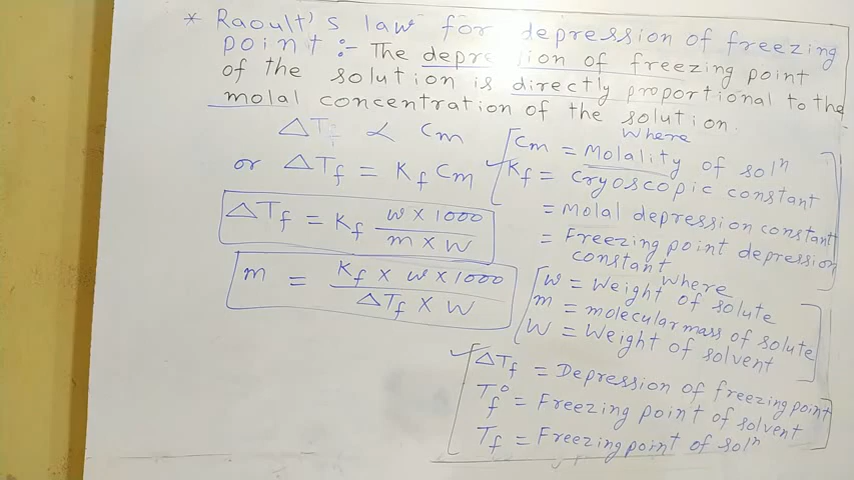 * Raoult's law for depression of freezing
point :- The depression of freezing point
of the solution is directly proportional to the
molal concentration of the solution.
ΔTf ∝ Cm
or ΔTf = Kf Cm
ΔTf = Kf w × 1000 / m × W
m = Kf × w × 1000 / ΔTf × W
Where
Cm = Molality of solⁿ
Kf = Cryoscopic constant
= Molal depression constant
= Freezing point depression
constant
Where
w = Weight of solute
m = molecular mass of solute
W = Weight of solvent
ΔTf = Depression of freezing point
Tf° = Freezing point of solvent
Tf = Freezing point of solⁿ